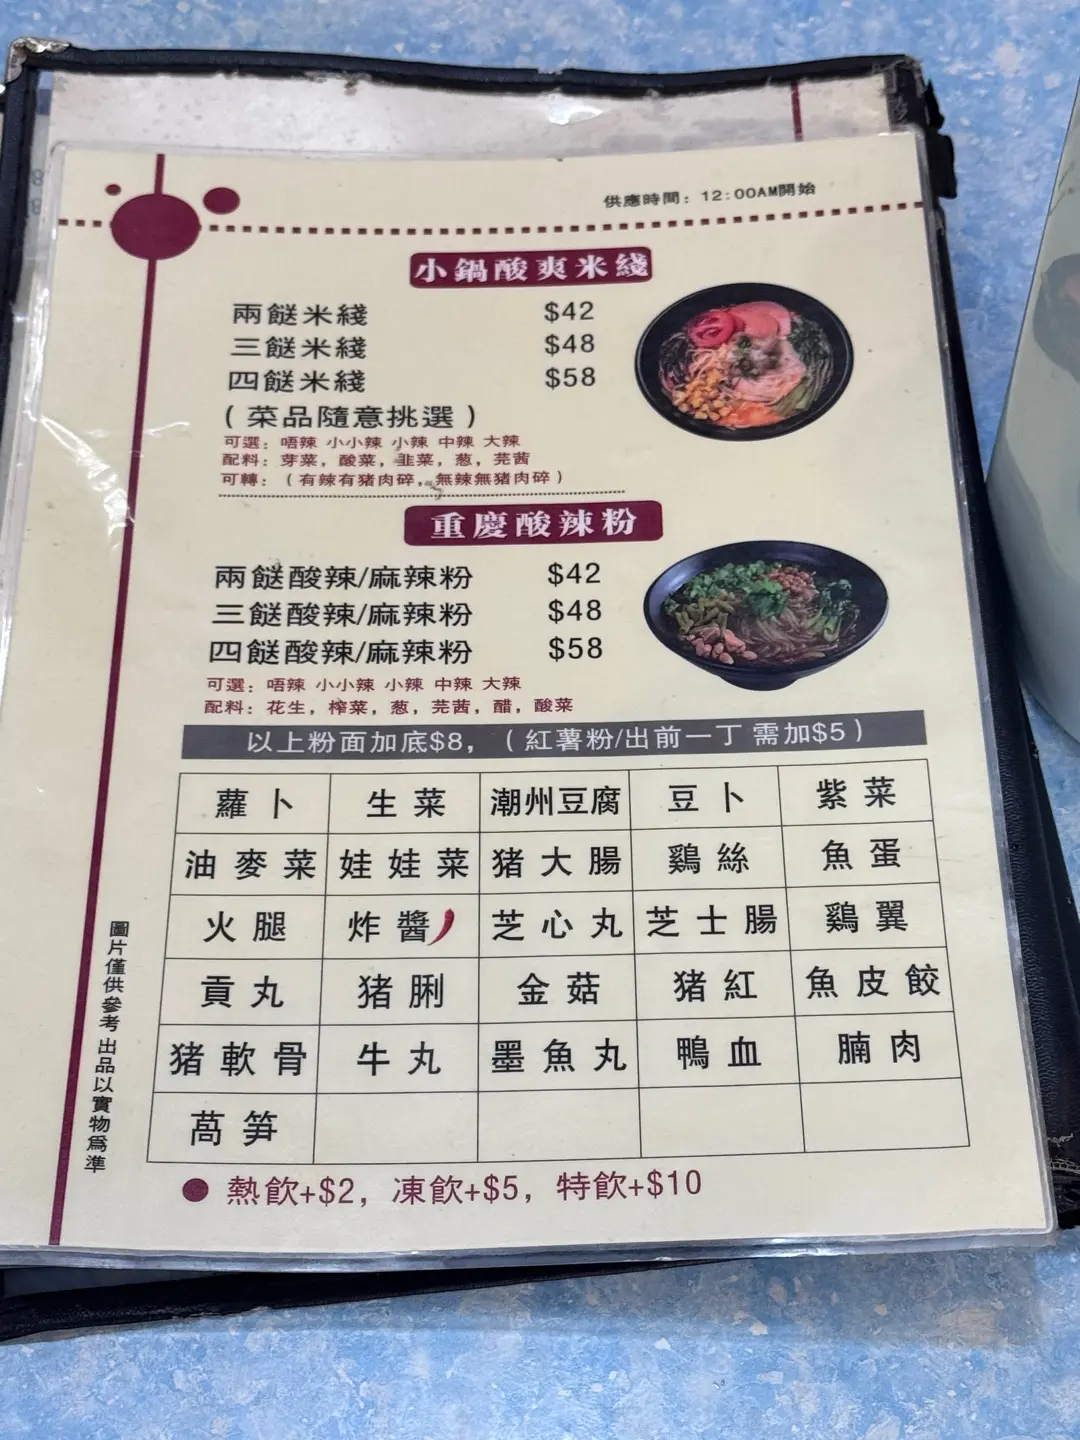 供應時間：12:00AM開始
小鍋酸爽米綫
兩餸米綫 $42
三餸米綫 $48
四餸米綫 $58
（菜品隨意挑選）
可選：唔辣 小小辣 小辣 中辣 大辣
配料：芽菜，酸菜，韭菜，葱，芫茜
可轉：（有辣有豬肉碎，無辣無豬肉碎）
重慶酸辣粉
兩餸酸辣/麻辣粉 $42
三餸酸辣/麻辣粉 $48
四餸酸辣/麻辣粉 $58
可選：唔辣 小小辣 小辣 中辣 大辣
配料：花生，榨菜，葱，芫茜，醋，酸菜
以上粉面加底$8，（紅薯粉/出前一丁 需加$5）
蘿卜 生菜 潮州豆腐 豆卜 紫菜
油麥菜 娃娃菜 猪大腸 鷄絲 魚蛋
火腿 炸醬 芝心丸 芝士腸 鷄翼
貢丸 猪脷 金菇 猪紅 魚皮餃
猪軟骨 牛丸 墨魚丸 鴨血 腩肉
萵笋
熱飲+$2，凍飲+$5，特飲+$10
圖片僅供參考 出品以實物爲準